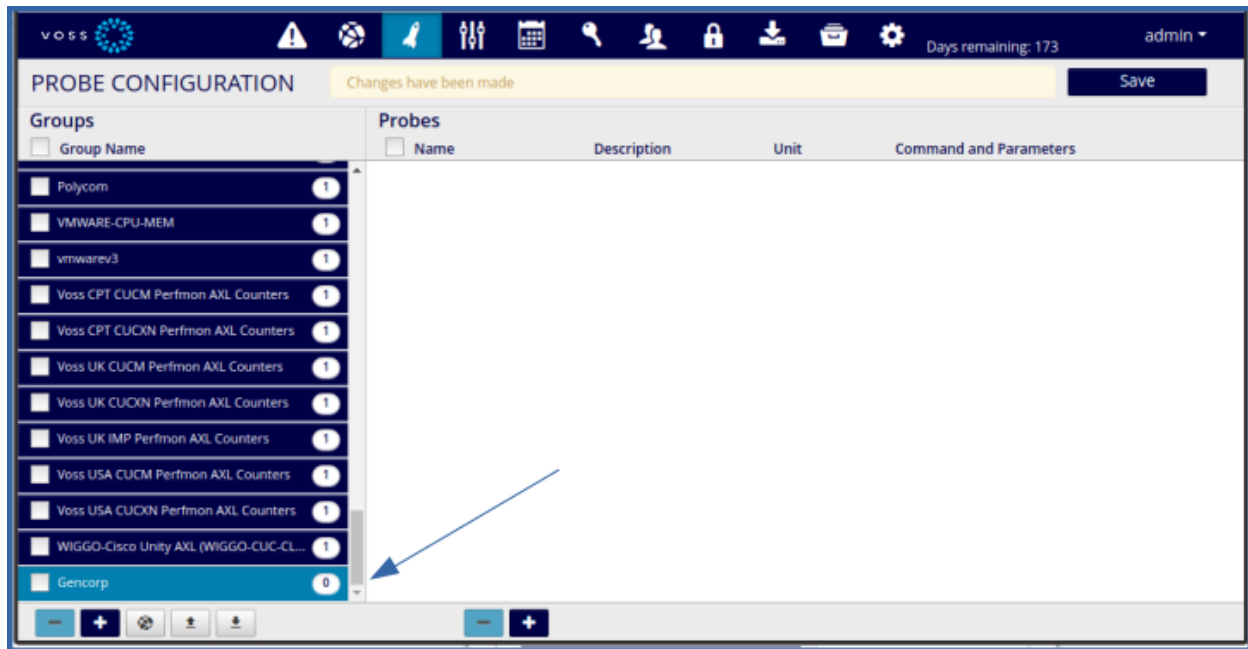 voss
Days remaining: 173
admin
PROBE CONFIGURATION
Changes have been made
Save
Groups
Group Name
Probes
Name Description Unit Command and Parameters
Polycom 1
VMWARE-CPU-MEM 1
vmwarev3 1
Voss CPT CUCM Perfmon AXL Counters 1
Voss CPT CUCXN Perfmon AXL Counters 1
Voss UK CUCM Perfmon AXL Counters 1
Voss UK CUCXN Perfmon AXL Counters 1
Voss UK IMP Perfmon AXL Counters 1
Voss USA CUCM Perfmon AXL Counters 1
Voss USA CUCXN Perfmon AXL Counters 1
WIGGO-Cisco Unity AXL (WIGGO-CUC-CL... 1
Gencorp 0